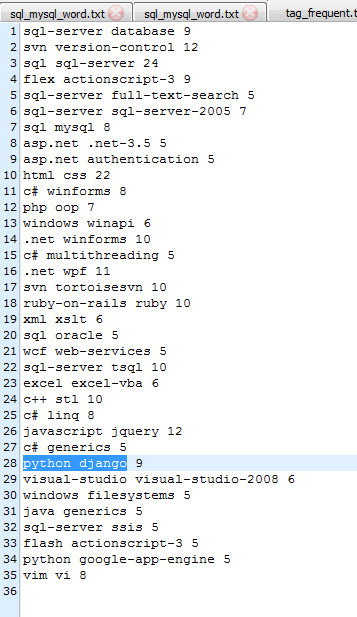 sql_mysql_word.txt sql_mysql_word.txt tag_frequent.t
1 sql-server database 9
2 svn version-control 12
3 sql sql-server 24
4 flex actionscript-3 9
5 sql-server full-text-search 5
6 sql-server sql-server-2005 7
7 sql mysql 8
8 asp.net .net-3.5 5
9 asp.net authentication 5
10 html css 22
11 c# winforms 8
12 php oop 7
13 windows winapi 6
14 .net winforms 10
15 c# multithreading 5
16 .net wpf 11
17 svn tortoisesvn 10
18 ruby-on-rails ruby 10
19 xml xslt 6
20 sql oracle 5
21 wcf web-services 5
22 sql-server tsql 10
23 excel excel-vba 6
24 c++ stl 10
25 c# linq 8
26 javascript jquery 12
27 c# generics 5
28 python django 9
29 visual-studio visual-studio-2008 6
30 windows filesystems 5
31 java generics 5
32 sql-server ssis 5
33 flash actionscript-3 5
34 python google-app-engine 5
35 vim vi 8
36